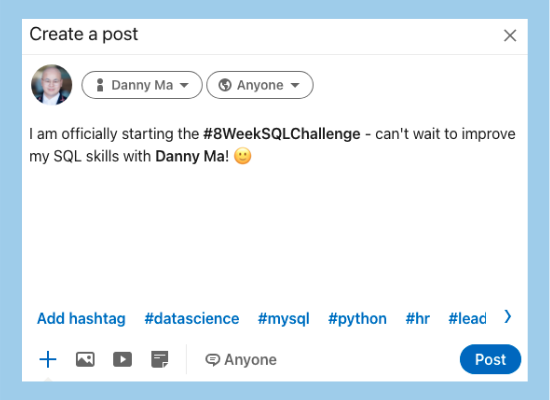 Create a post
Danny Ma
Anyone
I am officially starting the #8WeekSQLChallenge - can't wait to improve
my SQL skills with Danny Ma! 🙂
Add hashtag #datascience #mysql #python #hr #lead
Anyone
Post